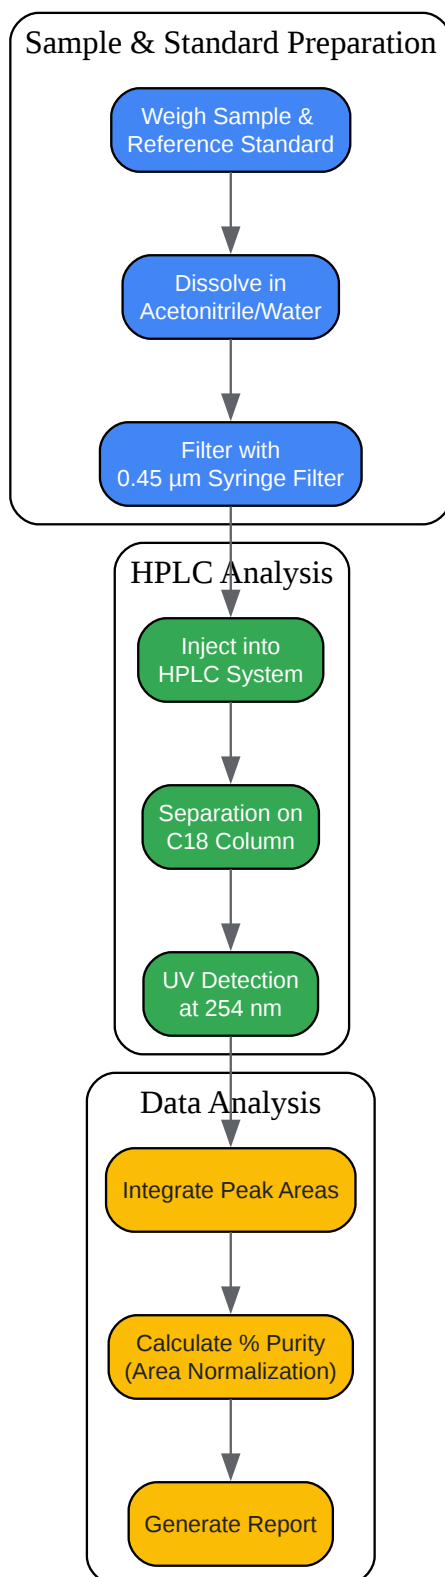 Sample & Standard Preparation
Weigh Sample &
Reference Standard
Dissolve in
Acetonitrile/Water
Filter with
0.45 µm Syringe Filter
HPLC Analysis
Inject into
HPLC System
Separation on
C18 Column
UV Detection
at 254 nm
Data Analysis
Integrate Peak Areas
Calculate % Purity
(Area Normalization)
Generate Report